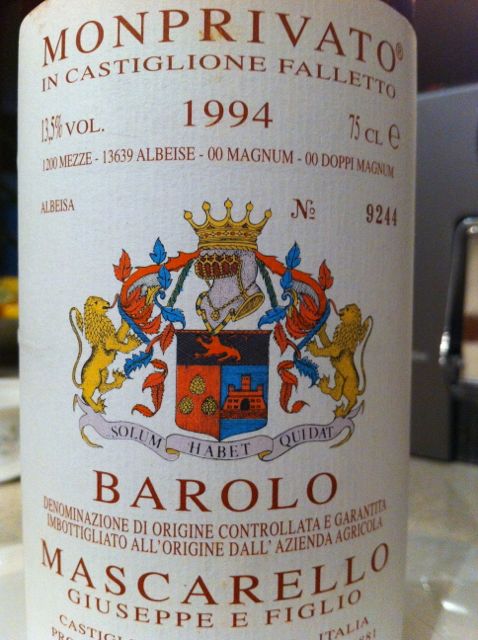 MONPRIVATO®
IN CASTIGLIONE FALLETTO
13,5% VOL. 1994 75 CL e
1200 MEZZE - 13639 ALBEISE - 00 MAGNUM - 00 DOPPI MAGNUM
ALBEISA № 9244
SOLUM HABET QUIDAT
BAROLO
DENOMINAZIONE DI ORIGINE CONTROLLATA E GARANTITA
IMBOTTIGLIATO ALL'ORIGINE DALL' AZIENDA AGRICOLA
MASCARELLO
GIUSEPPE E FIGLIO
ITALIA